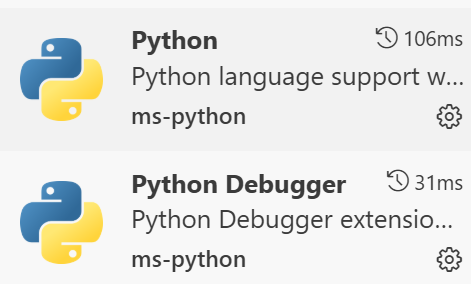 Python 106ms
Python language support w...
ms-python
Python Debugger 31ms
Python Debugger extensio...
ms-python